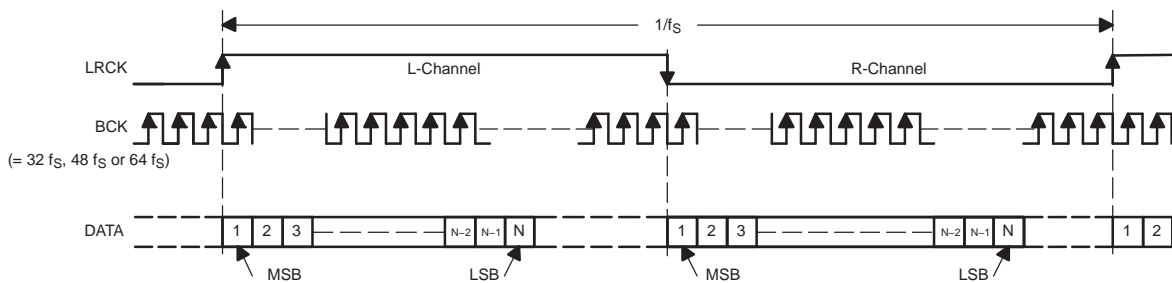 1/fS
LRCK
L-Channel
R-Channel
BCK
(= 32 fS, 48 fS or 64 fS)
DATA
1 2 3 N–2 N–1 N 1 2 3 N–2 N–1 N 1 2
MSB LSB MSB LSB